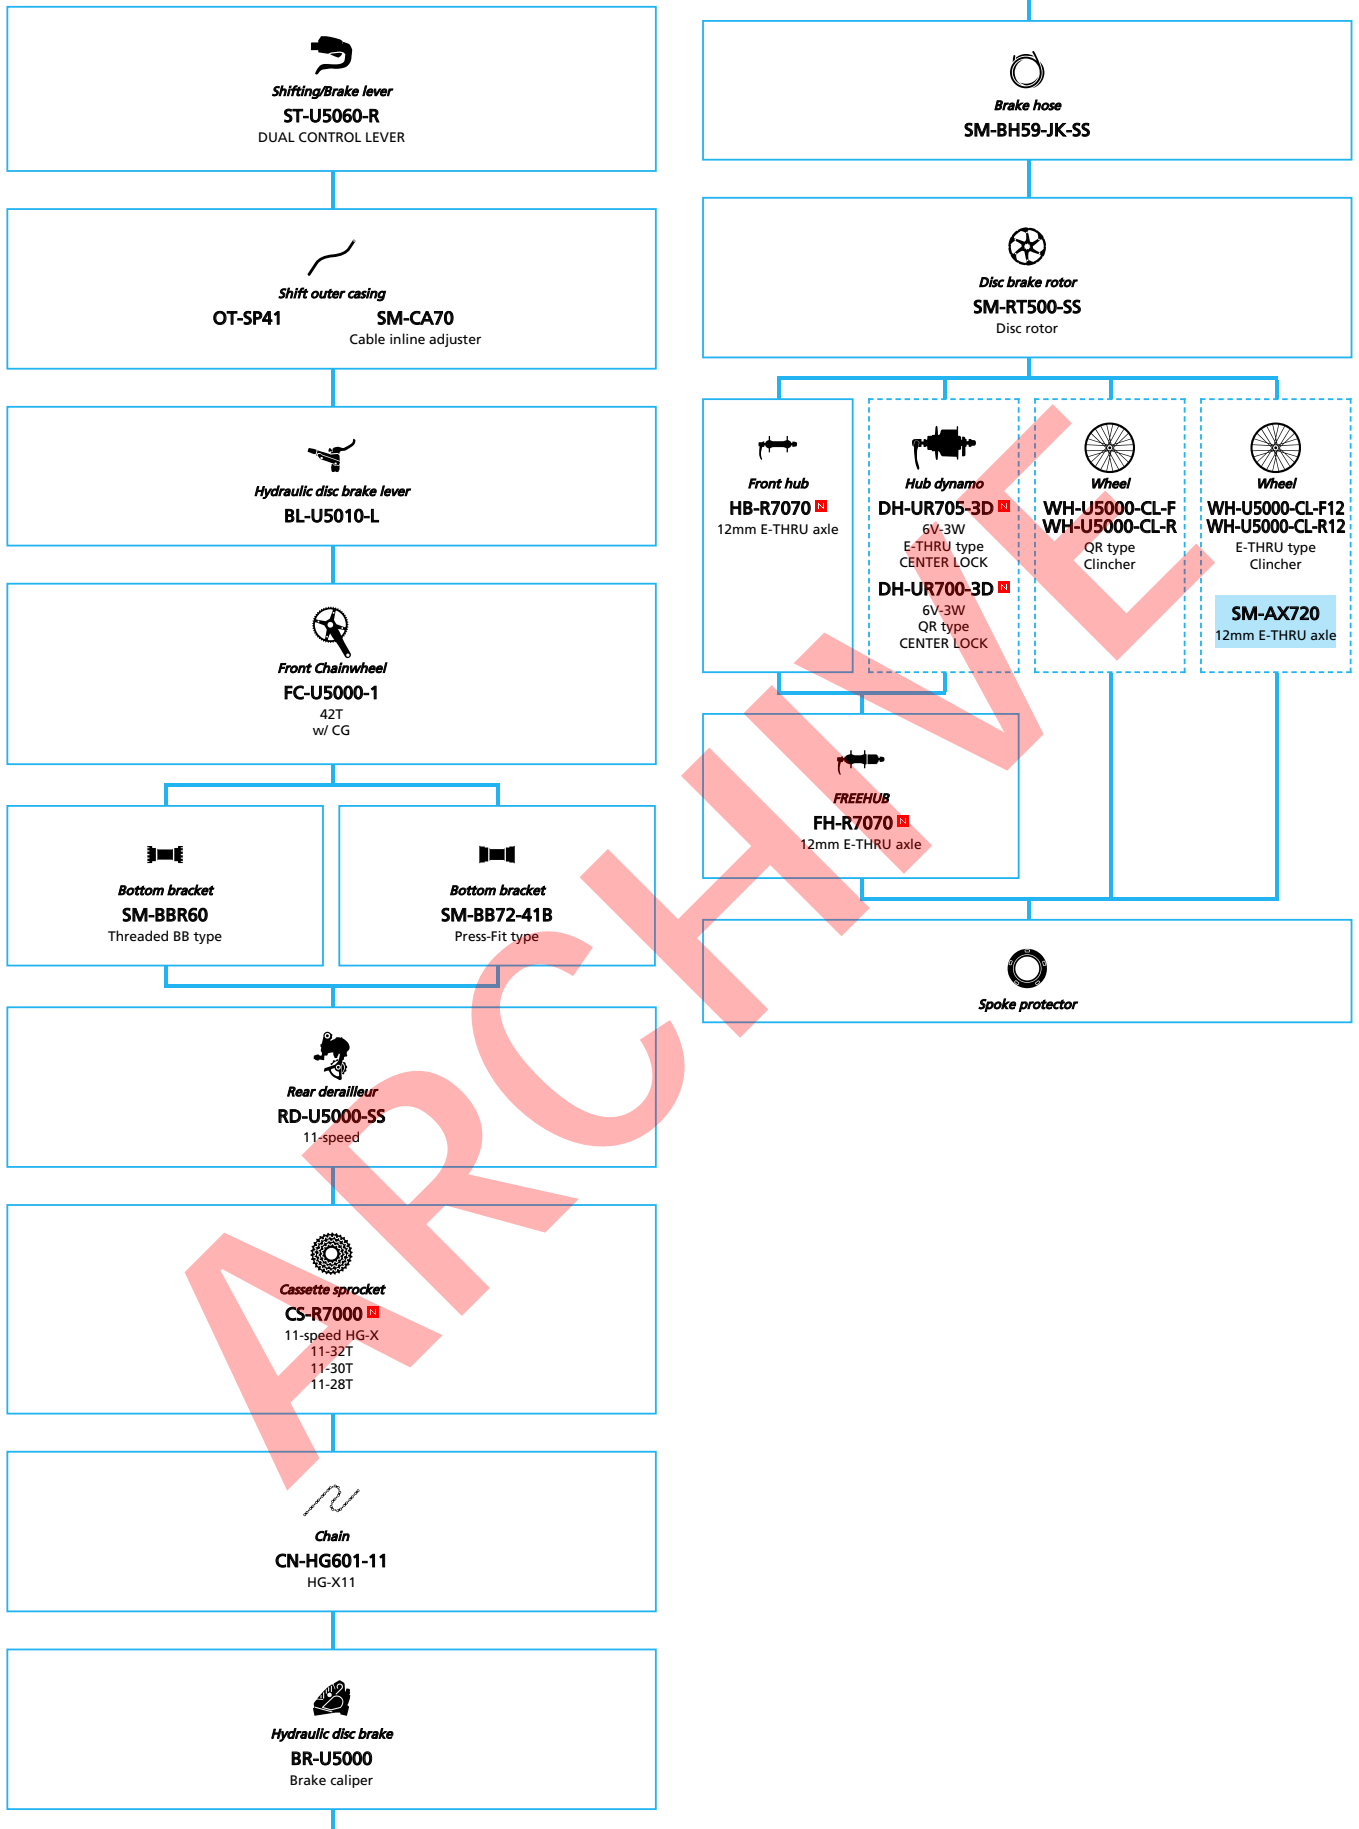 Shifting/Brake lever
ST-U5060-R
DUAL CONTROL LEVER
Shift outer casing
OT-SP41
SM-CA70
Cable inline adjuster
Hydraulic disc brake lever
BL-U5010-L
Front Chainwheel
FC-U5000-1
42T
w/ CG
Bottom bracket
SM-BBR60
Threaded BB type
Bottom bracket
SM-BB72-41B
Press-Fit type
Rear derailleur
RD-U5000-SS
11-speed
Cassette sprocket
CS-R7000 N
11-speed HG-X
11-32T
11-30T
11-28T
Chain
CN-HG601-11
HG-X11
Hydraulic disc brake
BR-U5000
Brake caliper
Brake hose
SM-BH59-JK-SS
Disc brake rotor
SM-RT500-SS
Disc rotor
Front hub
HB-R7070 N
12mm E-THRU axle
Hub dynamo
DH-UR705-3D N
6V-3W
E-THRU type
CENTER LOCK
DH-UR700-3D N
6V-3W
QR type
CENTER LOCK
Wheel
WH-U5000-CL-F
WH-U5000-CL-R
QR type
Clincher
Wheel
WH-U5000-CL-F12
WH-U5000-CL-R12
E-THRU type
Clincher
SM-AX720
12mm E-THRU axle
FREEHUB
FH-R7070 N
12mm E-THRU axle
Spoke protector
ARCHIVE